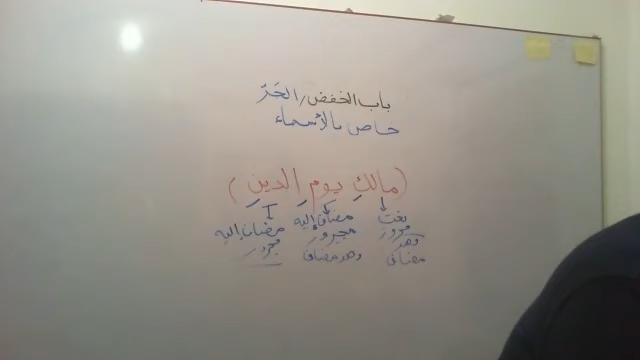 باب الخفض/الجَرّ
خاص بالأسماء
(مالكِ يومِ الدينِ)
نعت مضاف إليه مضاف إليه
مجرور مجرور مجرور
وهو مضاف وهو مضاف